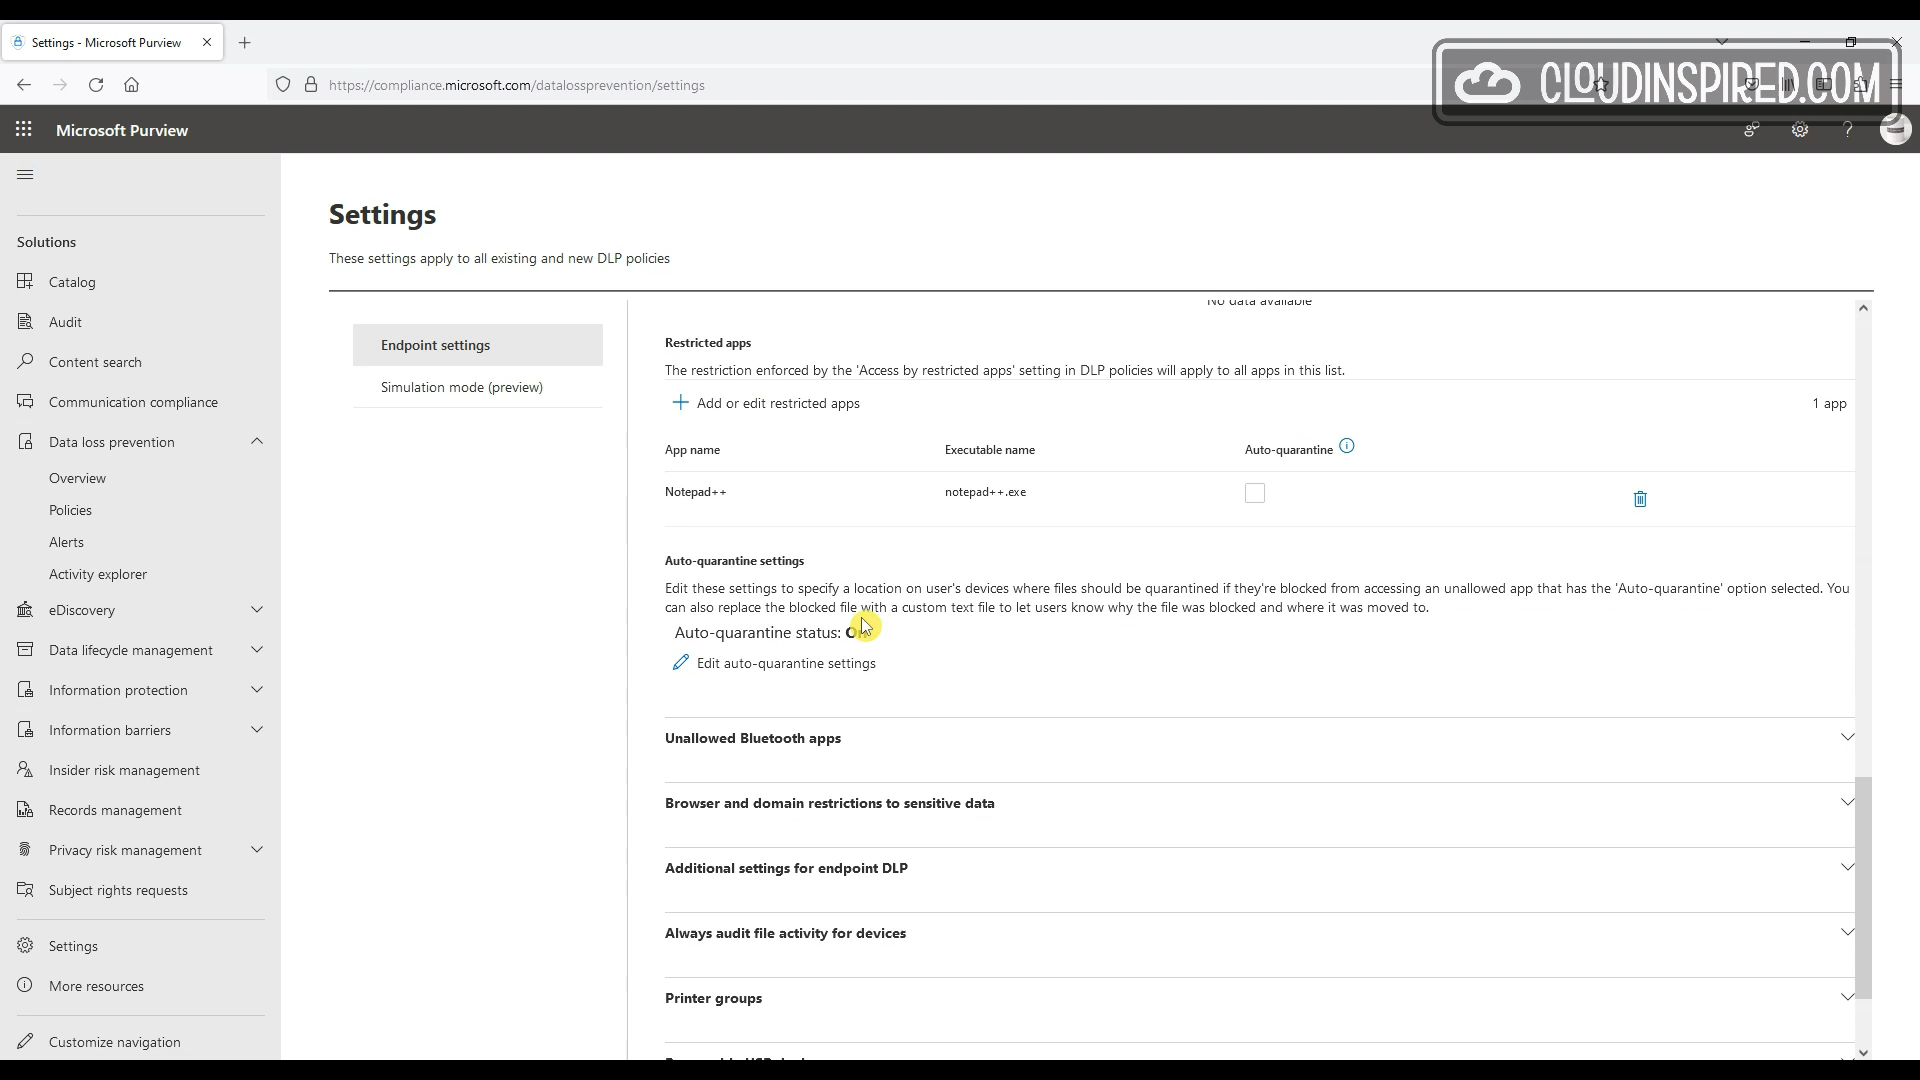 Settings - Microsoft Purview
https://compliance.microsoft.com/datalossprevention/settings
CLOUDINSPIRED.COM
Microsoft Purview
Solutions
Catalog
Audit
Content search
Communication compliance
Data loss prevention
Overview
Policies
Alerts
Activity explorer
eDiscovery
Data lifecycle management
Information protection
Information barriers
Insider risk management
Records management
Privacy risk management
Subject rights requests
Settings
More resources
Customize navigation
Settings
These settings apply to all existing and new DLP policies
Endpoint settings
Simulation mode (preview)
No data available
Restricted apps
The restriction enforced by the 'Access by restricted apps' setting in DLP policies will apply to all apps in this list.
Add or edit restricted apps
1 app
App name Executable name Auto-quarantine
Notepad++ notepad++.exe
Auto-quarantine settings
Edit these settings to specify a location on user's devices where files should be quarantined if they're blocked from accessing an unallowed app that has the 'Auto-quarantine' option selected. You
can also replace the blocked file with a custom text file to let users know why the file was blocked and where it was moved to.
Auto-quarantine status:
Edit auto-quarantine settings
Unallowed Bluetooth apps
Browser and domain restrictions to sensitive data
Additional settings for endpoint DLP
Always audit file activity for devices
Printer groups